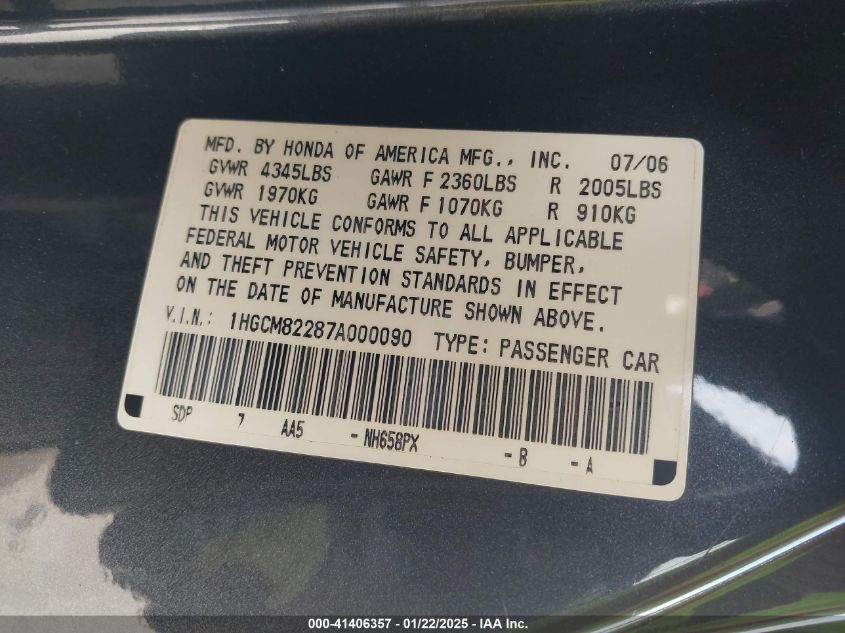 MFD. BY HONDA OF AMERICA MFG., INC. 07/06
GVWR 4345LBS GAWR F 2360LBS R 2005LBS
GVWR 1970KG GAWR F 1070KG R 910KG
THIS VEHICLE CONFORMS TO ALL APPLICABLE
FEDERAL MOTOR VEHICLE SAFETY, BUMPER,
AND THEFT PREVENTION STANDARDS IN EFFECT
ON THE DATE OF MANUFACTURE SHOWN ABOVE.
V.I.N.: 1HGCM82287A000090 TYPE: PASSENGER CAR
SDP 7 AA5 - NH658PX - B - A
000-41406357 - 01/22/2025 - IAA Inc.